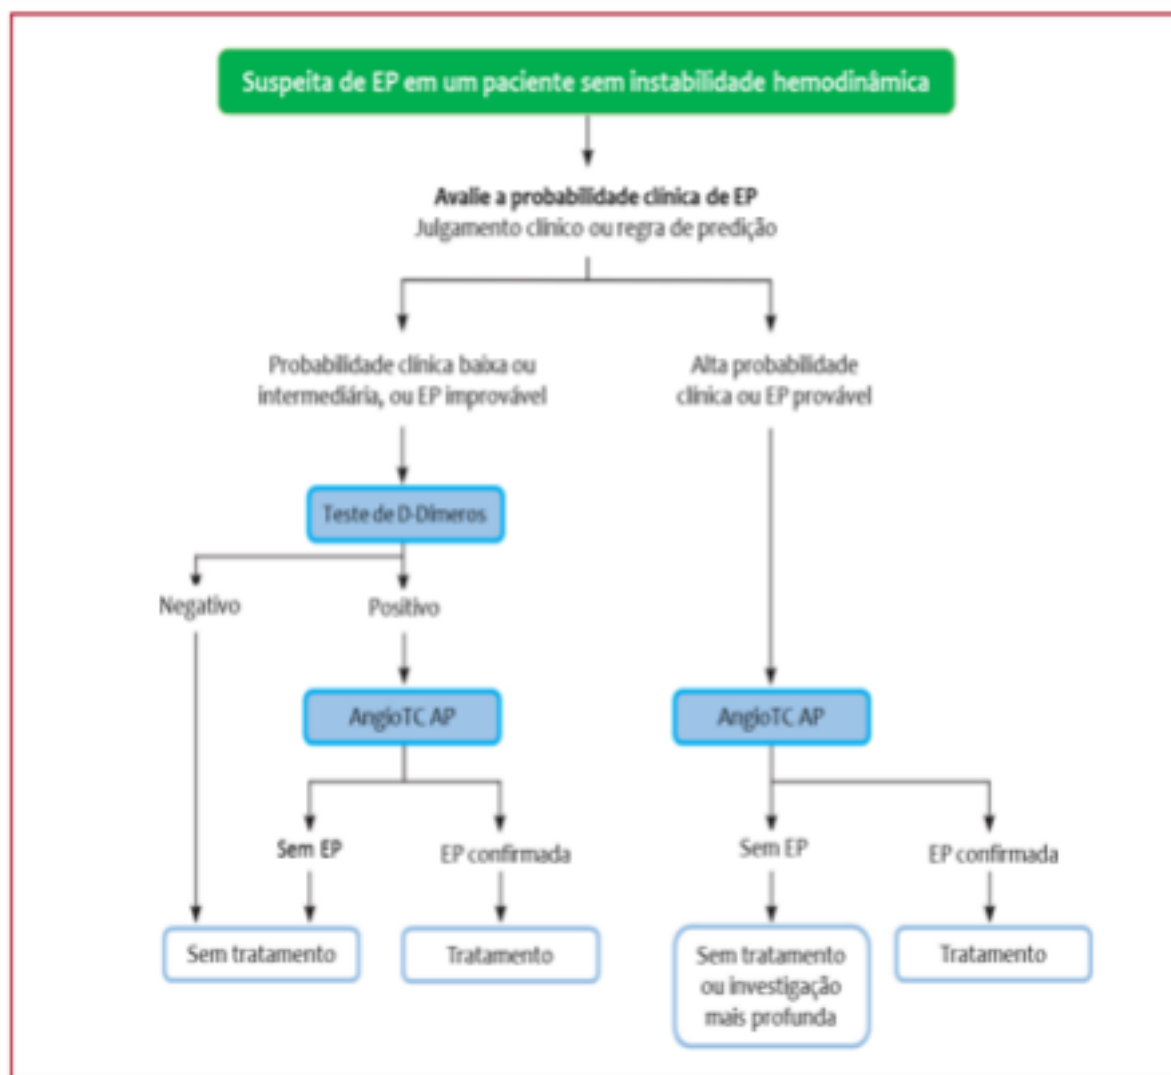 Suspeita de EP em um paciente sem instabilidade hemodinâmica
Avalie a probabilidade clínica de EP
Julgamento clínico ou regra de predição
Probabilidade clínica baixa ou
intermediária, ou EP improvável
Alta probabilidade
clínica ou EP provável
Teste de D-Dímeros
Negativo
Positivo
AngioTC AP
AngioTC AP
Sem EP
EP confirmada
Sem EP
EP confirmada
Sem tratamento
Tratamento
Sem tratamento
ou investigação
mais profunda
Tratamento